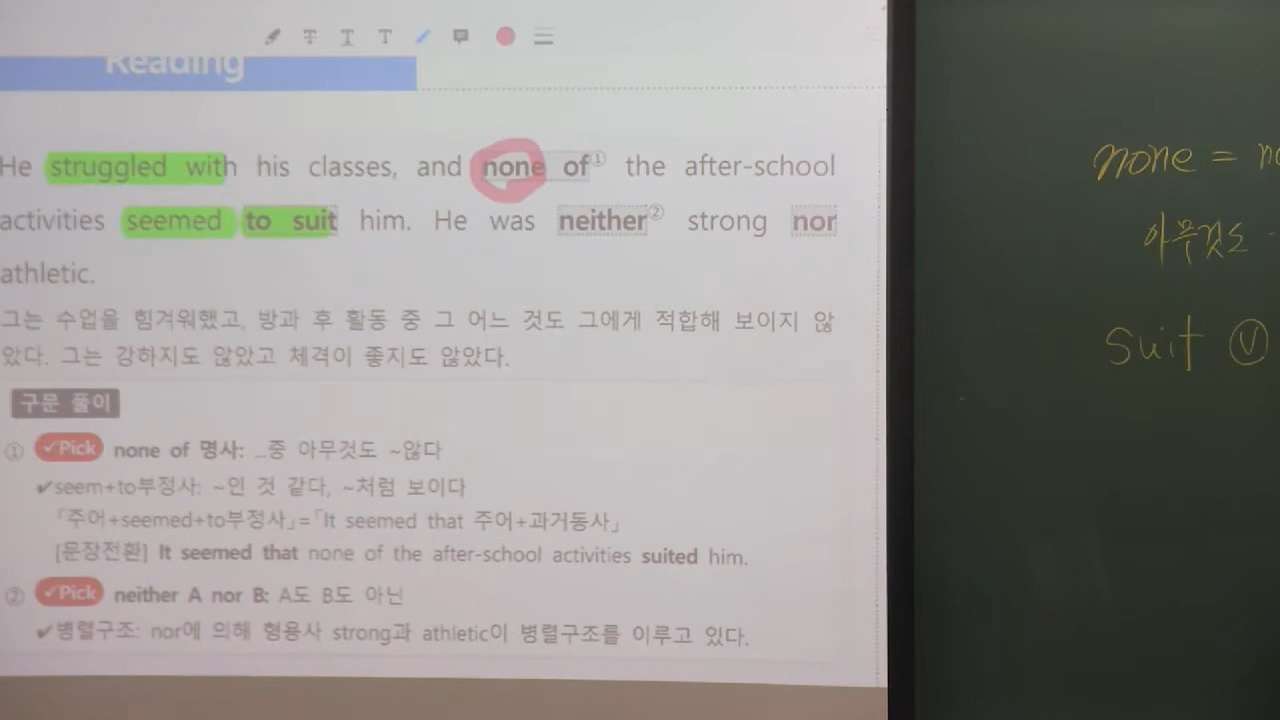 Reading
He struggled with his classes, and none of① the after-school
activities seemed to suit him. He was neither② strong nor
athletic.
그는 수업을 힘겨워했고, 방과 후 활동 중 그 어느 것도 그에게 적합해 보이지 않
았다. 그는 강하지도 않았고 체격이 좋지도 않았다.
구문 풀이
① ✓Pick none of 명사: …중 아무것도 ~않다
✔seem+to부정사: ~인 것 같다, ~처럼 보이다
「주어+seemed+to부정사」=「It seemed that 주어+과거동사」
[문장전환] It seemed that none of the after-school activities suited him.
② ✓Pick neither A nor B: A도 B도 아닌
✔병렬구조: nor에 의해 형용사 strong과 athletic이 병렬구조를 이루고 있다.
none =
아무것도
suit Ⓥ